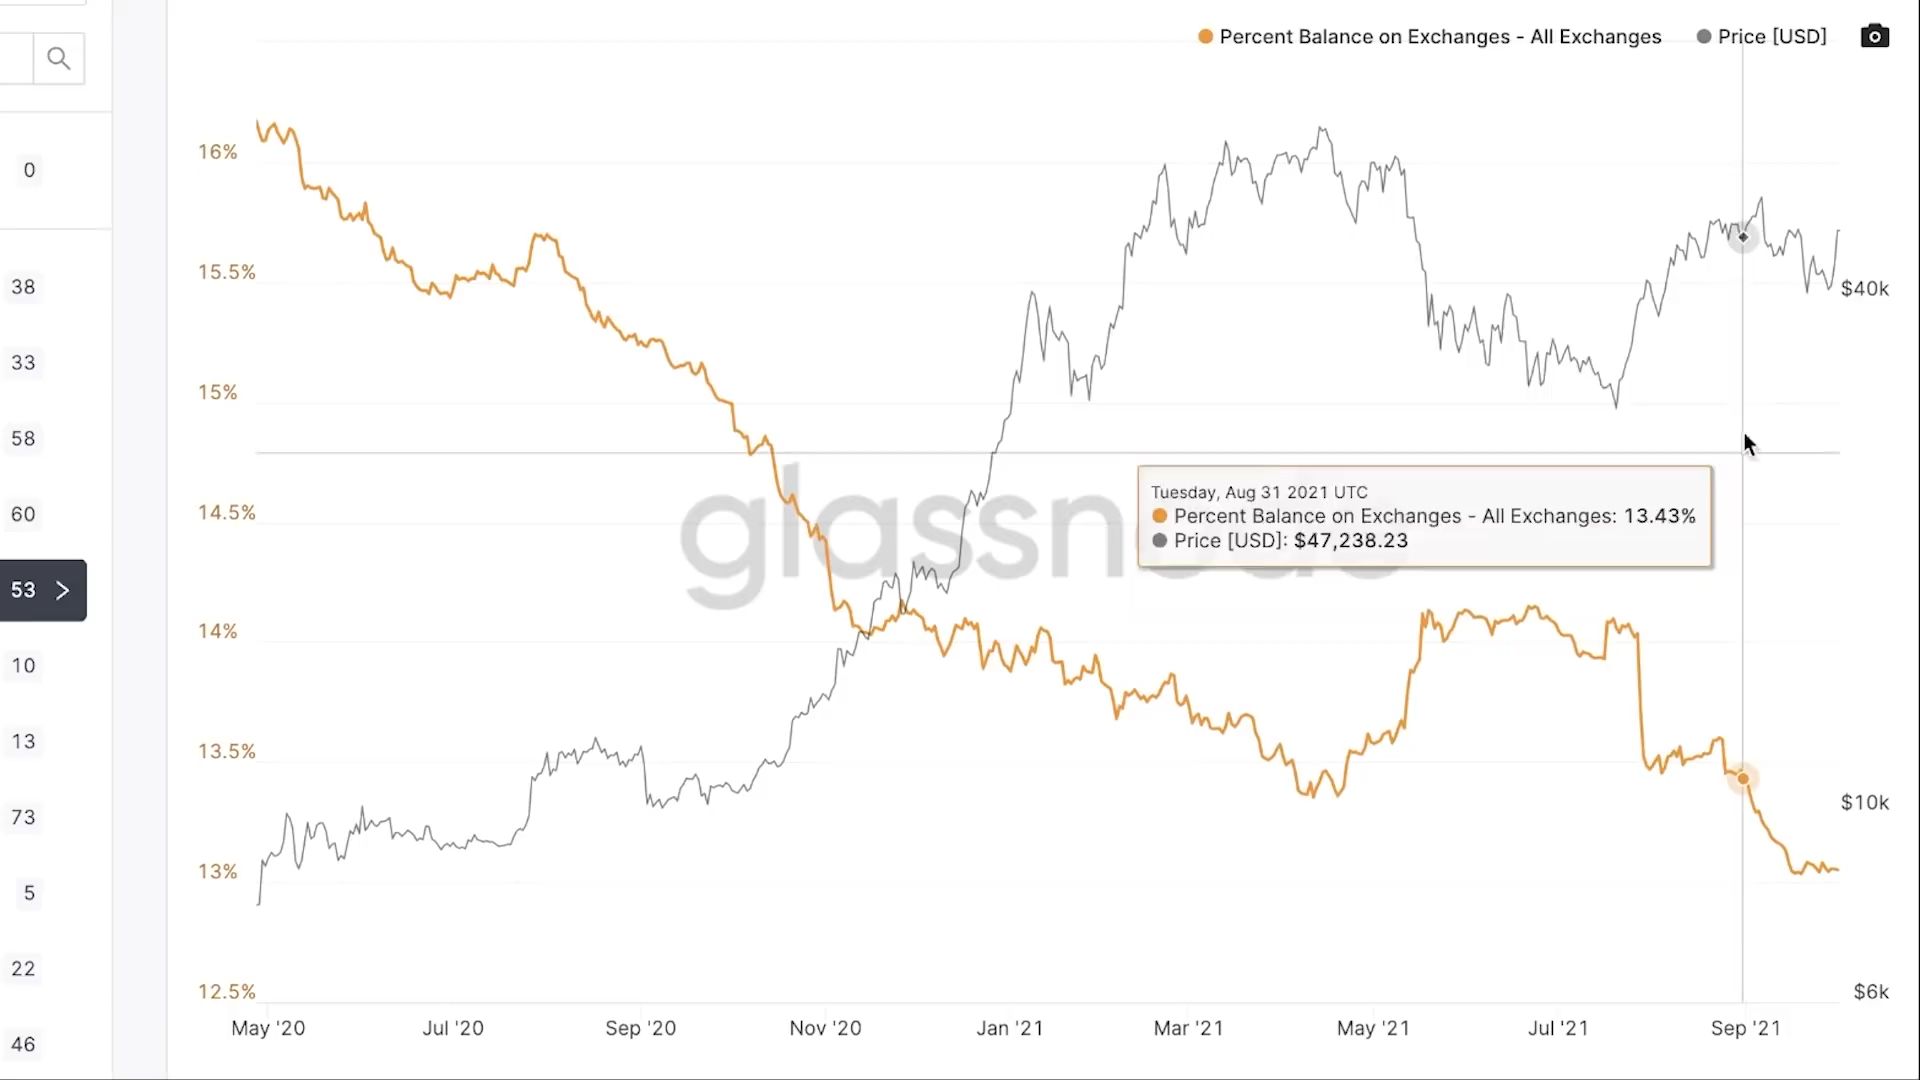 Percent Balance on Exchanges - All Exchanges Price [USD]
0
38
33
58
60
53
10
13
73
5
22
46
16%
15.5%
15%
14.5%
14%
13.5%
13%
12.5%
$40k
$10k
$6k
glassnode
Tuesday, Aug 31 2021 UTC
Percent Balance on Exchanges - All Exchanges: 13.43%
Price [USD]: $47,238.23
May '20 Jul '20 Sep '20 Nov '20 Jan '21 Mar '21 May '21 Jul '21 Sep '21